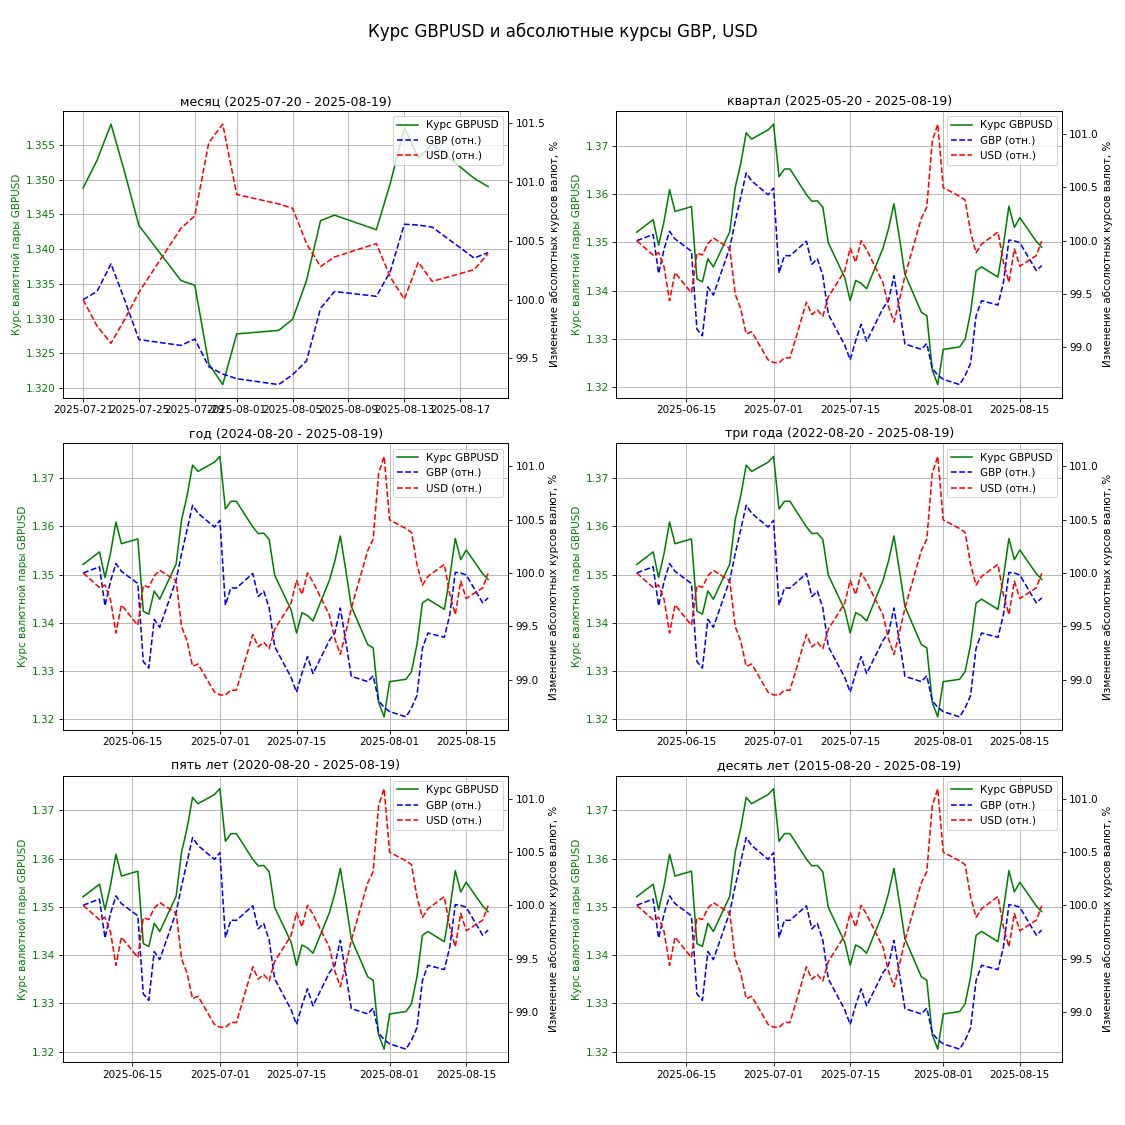 Курс GBPUSD и абсолютные курсы GBP, USD
месяц (2025-07-20 - 2025-08-19)
Курс валютной пары GBPUSD
1.355
1.350
1.345
1.340
1.335
1.330
1.325
1.320
2025-07-21
2025-07-25
2025-07-29
2025-08-01
2025-08-05
2025-08-09
2025-08-13
2025-08-17
Курс GBPUSD
GBP (отн.)
USD (отн.)
101.5
101.0
100.5
100.0
99.5
Изменение абсолютных курсов валют, %
квартал (2025-05-20 - 2025-08-19)
Курс валютной пары GBPUSD
1.37
1.36
1.35
1.34
1.33
1.32
2025-06-15
2025-07-01
2025-07-15
2025-08-01
2025-08-15
Курс GBPUSD
GBP (отн.)
USD (отн.)
101.0
100.5
100.0
99.5
99.0
Изменение абсолютных курсов валют, %
год (2024-08-20 - 2025-08-19)
Курс валютной пары GBPUSD
1.37
1.36
1.35
1.34
1.33
1.32
2025-06-15
2025-07-01
2025-07-15
2025-08-01
2025-08-15
Курс GBPUSD
GBP (отн.)
USD (отн.)
101.0
100.5
100.0
99.5
99.0
Изменение абсолютных курсов валют, %
три года (2022-08-20 - 2025-08-19)
Курс валютной пары GBPUSD
1.37
1.36
1.35
1.34
1.33
1.32
2025-06-15
2025-07-01
2025-07-15
2025-08-01
2025-08-15
Курс GBPUSD
GBP (отн.)
USD (отн.)
101.0
100.5
100.0
99.5
99.0
Изменение абсолютных курсов валют, %
пять лет (2020-08-20 - 2025-08-19)
Курс валютной пары GBPUSD
1.37
1.36
1.35
1.34
1.33
1.32
2025-06-15
2025-07-01
2025-07-15
2025-08-01
2025-08-15
Курс GBPUSD
GBP (отн.)
USD (отн.)
101.0
100.5
100.0
99.5
99.0
Изменение абсолютных курсов валют, %
десять лет (2015-08-20 - 2025-08-19)
Курс валютной пары GBPUSD
1.37
1.36
1.35
1.34
1.33
1.32
2025-06-15
2025-07-01
2025-07-15
2025-08-01
2025-08-15
Курс GBPUSD
GBP (отн.)
USD (отн.)
101.0
100.5
100.0
99.5
99.0
Изменение абсолютных курсов валют, %